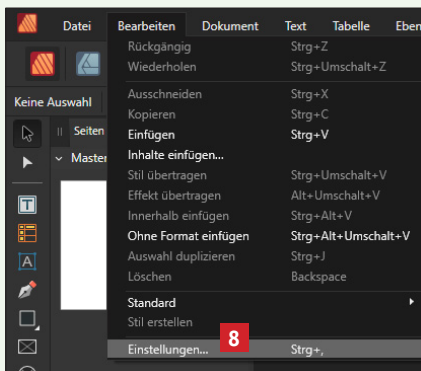 Datei Bearbeiten Dokument Text Tabelle Eben
Rückgängig Strg+Z
Wiederholen Strg+Umschalt+Z
Keine Auswahl
Ausschneiden Strg+X
Kopieren Strg+C
Seiten
Einfügen Strg+V
Master
Inhalte einfügen...
Stil übertragen Strg+Umschalt+V
Effekt übertragen Alt+Umschalt+V
Innerhalb einfügen Strg+Alt+V
Ohne Format einfügen Strg+Alt+Umschalt+V
Auswahl duplizieren Strg+J
Löschen Backspace
Standard
Stil erstellen
8
Einstellungen... Strg+,
T
A